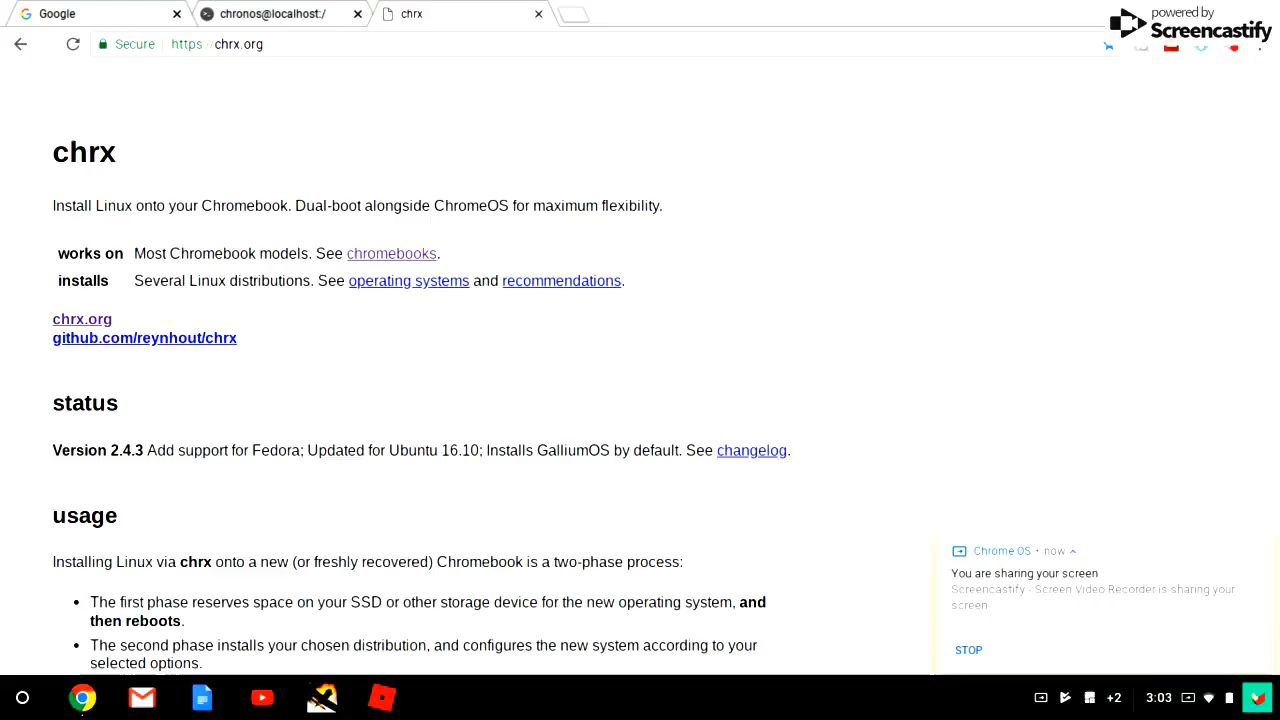 Google
chronos@localhost:/
chrx
powered by
Screencastify
Secure
https://chrx.org
chrx
Install Linux onto your Chromebook. Dual-boot alongside ChromeOS for maximum flexibility.
works on Most Chromebook models. See chromebooks.
installs Several Linux distributions. See operating systems and recommendations.
chrx.org
github.com/reynhout/chrx
status
Version 2.4.3 Add support for Fedora; Updated for Ubuntu 16.10; Installs GalliumOS by default. See changelog.
usage
Installing Linux via chrx onto a new (or freshly recovered) Chromebook is a two-phase process:
• The first phase reserves space on your SSD or other storage device for the new operating system, and
then reboots.
• The second phase installs your chosen distribution, and configures the new system according to your
selected options.
Chrome OS • now
You are sharing your screen
Screencastify - Screen Video Recorder is sharing your
screen
STOP
+2
3:03